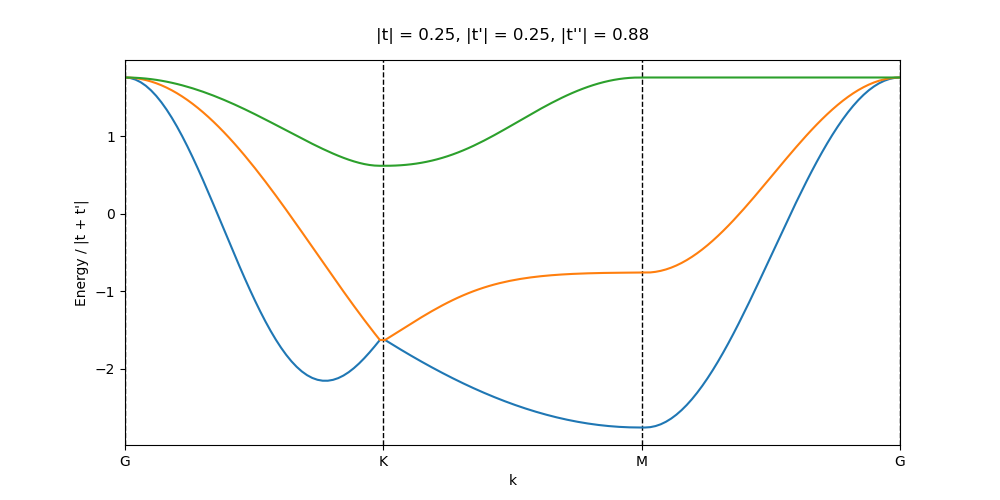 |t| = 0.25, |t'| = 0.25, |t''| = 0.88
Energy / |t + t'|
1
0
−1
−2
G
K
M
G
k